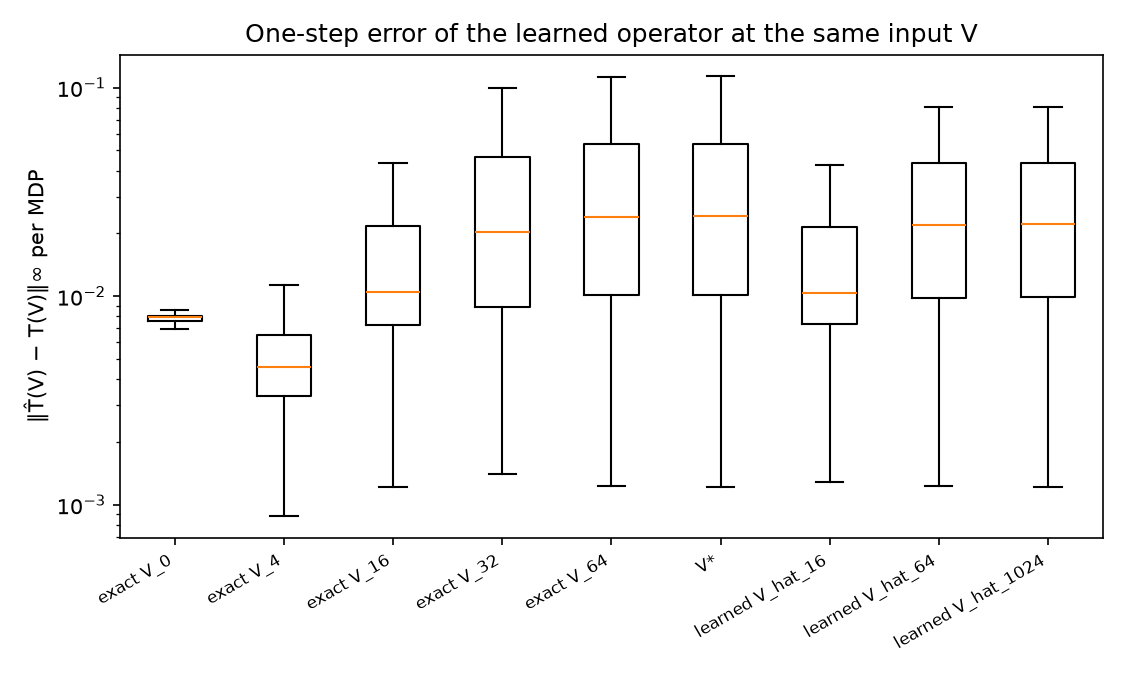 One-step error of the learned operator at the same input V
‖T̂(V) − T(V)‖∞ per MDP
10⁻¹
10⁻²
10⁻³
exact V_0
exact V_4
exact V_16
exact V_32
exact V_64
V*
learned V_hat_16
learned V_hat_64
learned V_hat_1024